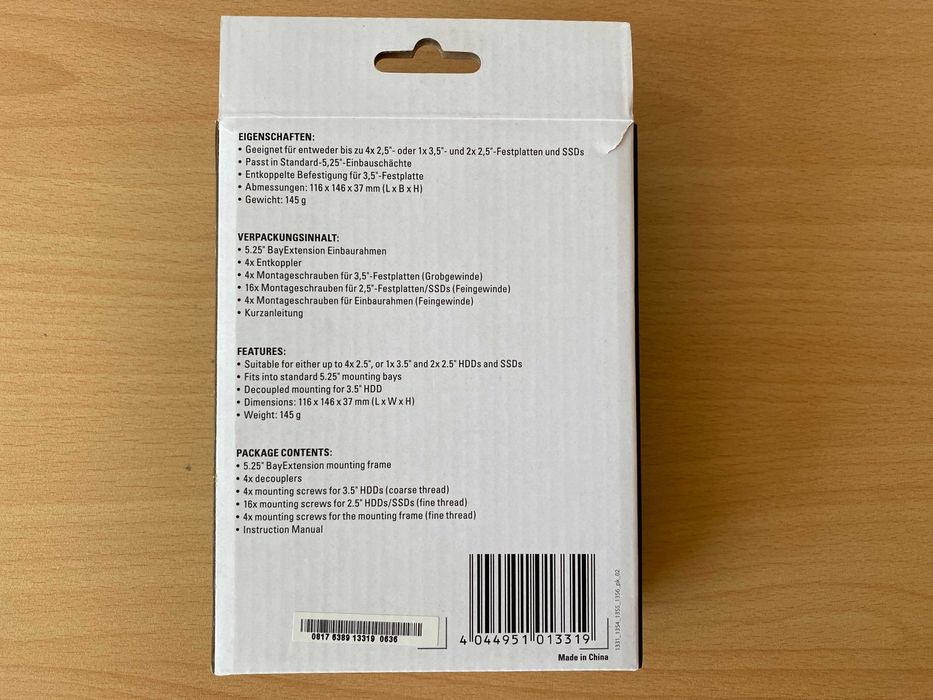 EIGENSCHAFTEN:
• Geeignet für entweder bis zu 4x 2,5"- oder 1x 3,5"- und 2x 2,5"-Festplatten und SSDs
• Passt in Standard-5,25"-Einbauschächte
• Entkoppelte Befestigung für 3,5"-Festplatte
• Abmessungen: 116 x 146 x 37 mm (L x B x H)
• Gewicht: 145 g
VERPACKUNGSINHALT:
• 5.25" BayExtension Einbaurahmen
• 4x Entkoppler
• 4x Montageschrauben für 3,5"-Festplatten (Grobgewinde)
• 16x Montageschrauben für 2,5"-Festplatten/SSDs (Feingewinde)
• 4x Montageschrauben für Einbaurahmen (Feingewinde)
• Kurzanleitung
FEATURES:
• Suitable for either up to 4x 2.5", or 1x 3.5" and 2x 2.5" HDDs and SSDs
• Fits into standard 5.25" mounting bays
• Decoupled mounting for 3.5" HDD
• Dimensions: 116 x 146 x 37 mm (L x W x H)
• Weight: 145 g
PACKAGE CONTENTS:
• 5.25" BayExtension mounting frame
• 4x decouplers
• 4x mounting screws for 3.5" HDDs (coarse thread)
• 16x mounting screws for 2.5" HDDs/SSDs (fine thread)
• 4x mounting screws for the mounting frame (fine thread)
• Instruction Manual
0817 6389 13319 0636
4 044951 013319
Made in China
1331_1354_1355_1356_pk_02